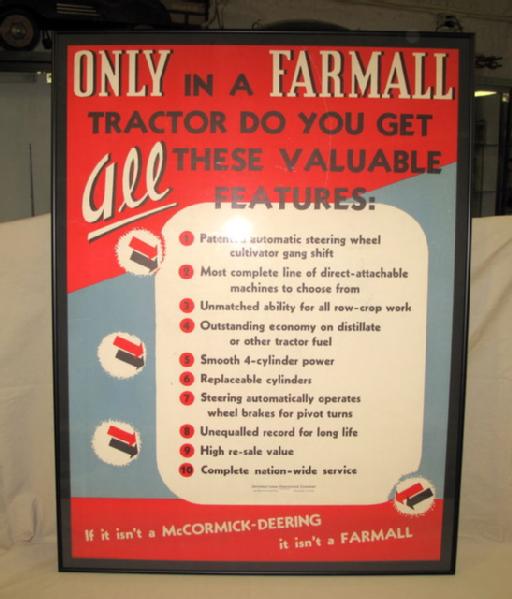 ONLY IN A FARMALL
TRACTOR DO YOU GET
all THESE VALUABLE
FEATURES:
1 Patented automatic steering wheel
cultivator gang shift
2 Most complete line of direct-attachable
machines to choose from
3 Unmatched ability for all row-crop work
4 Outstanding economy on distillate
or other tractor fuel
5 Smooth 4-cylinder power
6 Replaceable cylinders
7 Steering automatically operates
wheel brakes for pivot turns
8 Unequalled record for long life
9 High re-sale value
10 Complete nation-wide service
If it isn't a McCORMICK-DEERING
it isn't a FARMALL